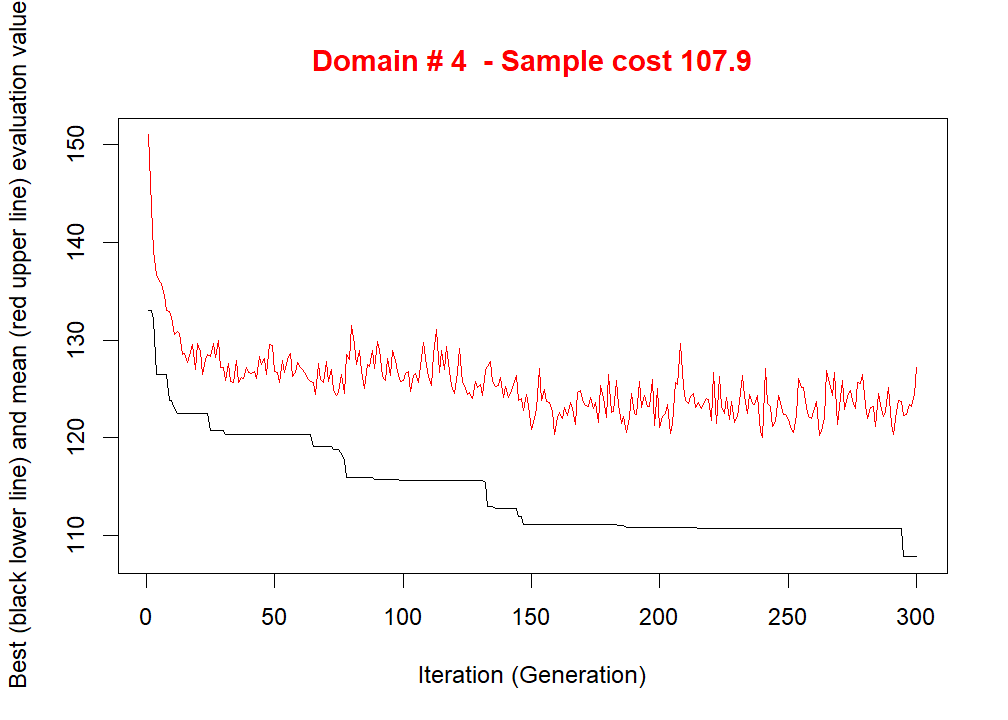 Domain # 4  - Sample cost 107.9
Best (black lower line) and mean (red upper line) evaluation value
150
140
130
120
110
0 50 100 150 200 250 300
Iteration (Generation)